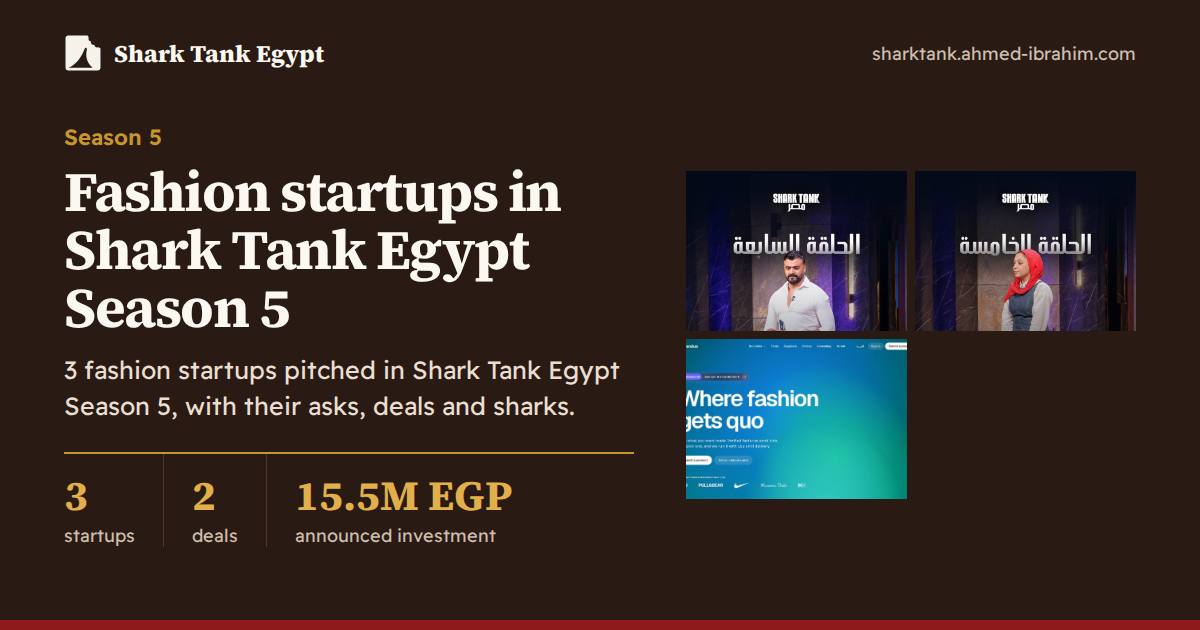 Shark Tank Egypt
sharktank.ahmed-ibrahim.com
Season 5
Fashion startups in
Shark Tank Egypt
Season 5
3 fashion startups pitched in Shark Tank Egypt
Season 5, with their asks, deals and sharks.
3
startups
2
deals
15.5M EGP
announced investment
SHARK TANK
مصر
الحلقة السابعة
SHARK TANK
مصر
الحلقة الخامسة
Where fashion
gets quo
PULL&BEAR